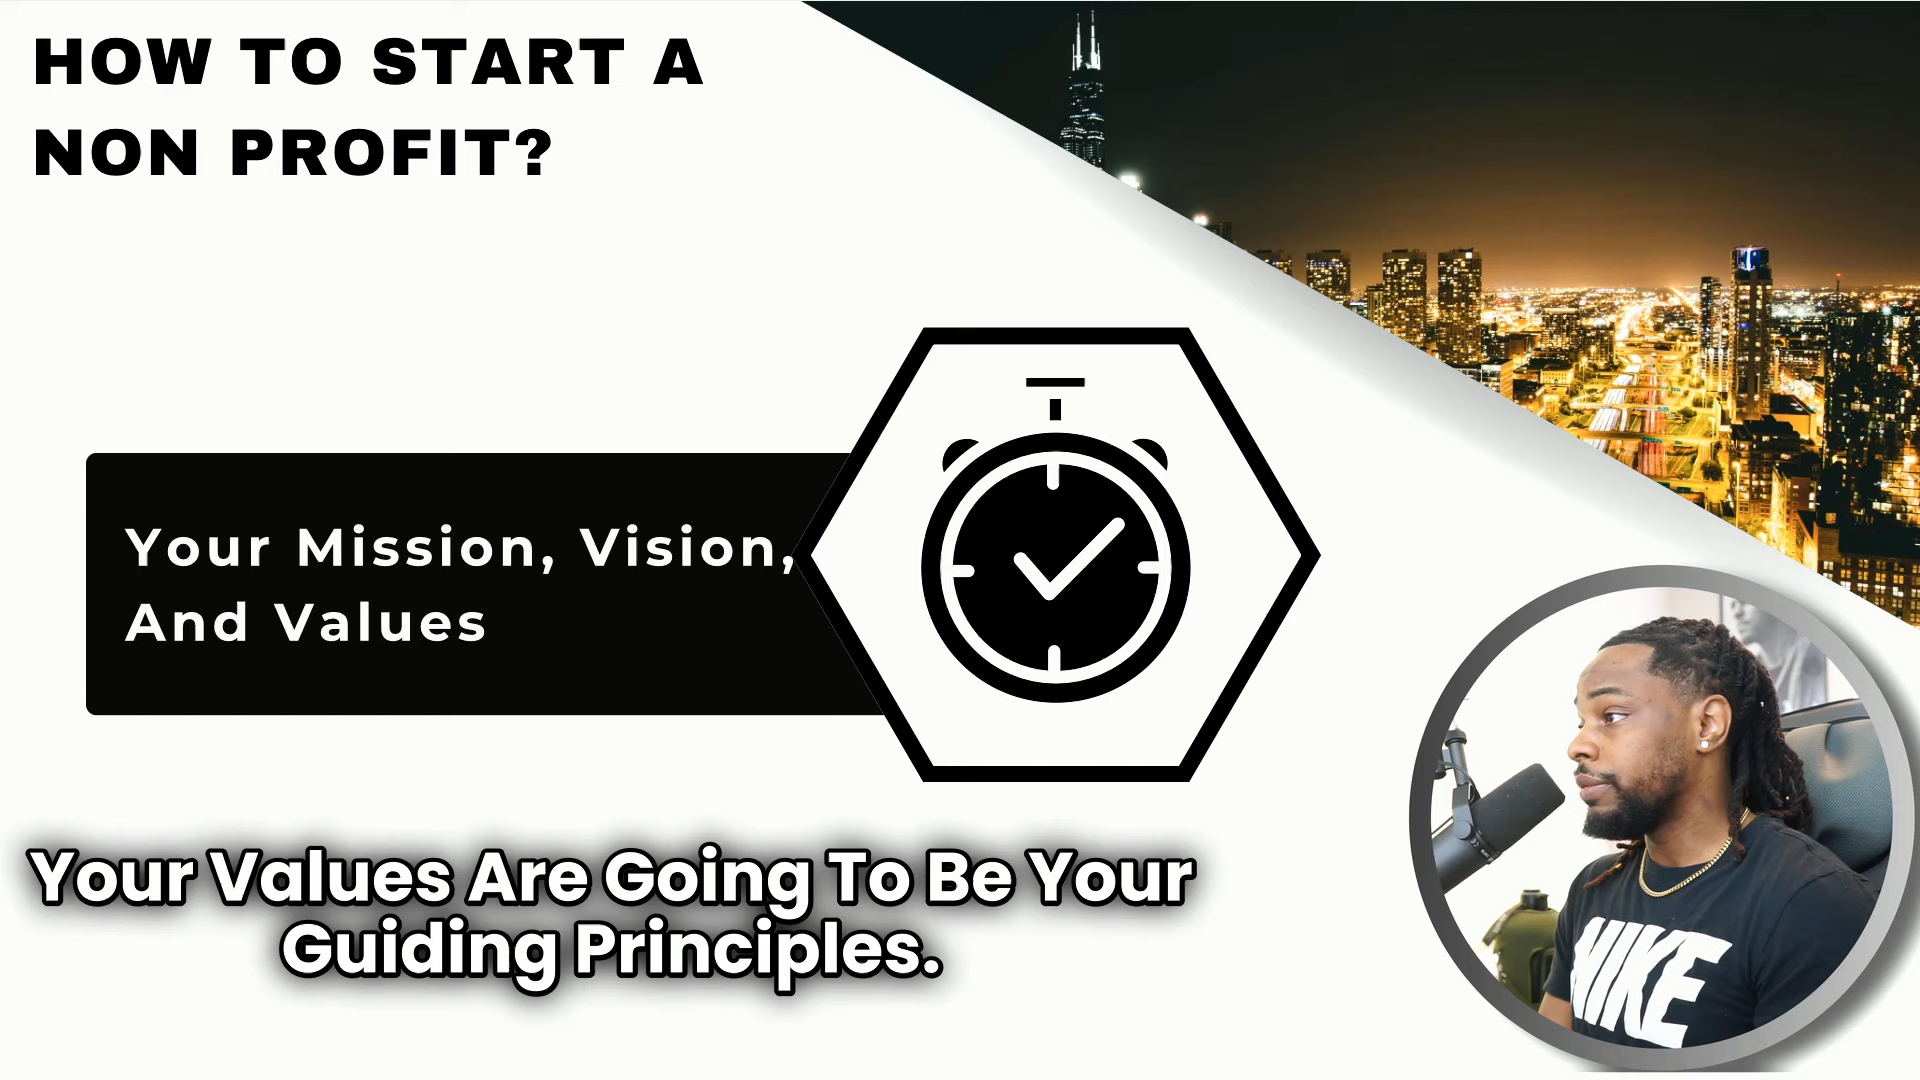 HOW TO START A
NON PROFIT?
Your Mission, Vision,
And Values
Your Values Are Going To Be Your
Guiding Principles.
NIKE